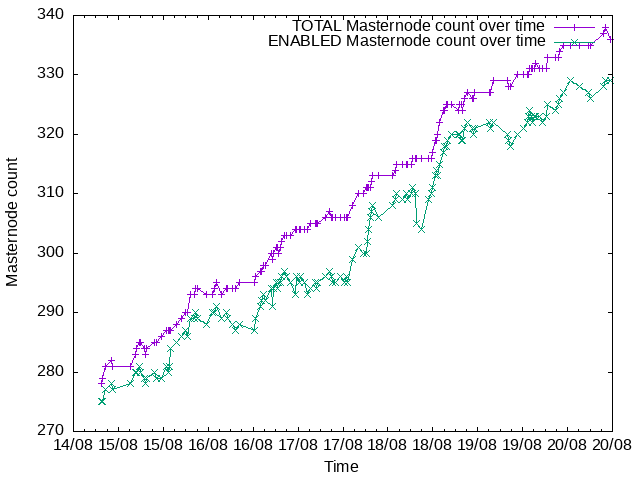 340
TOTAL Masternode count over time
ENABLED Masternode count over time
330
320
310
300
290
280
270
Masternode count
14/08 15/08 15/08 16/08 16/08 17/08 17/08 18/08 18/08 19/08 19/08 20/08 20/08
Time